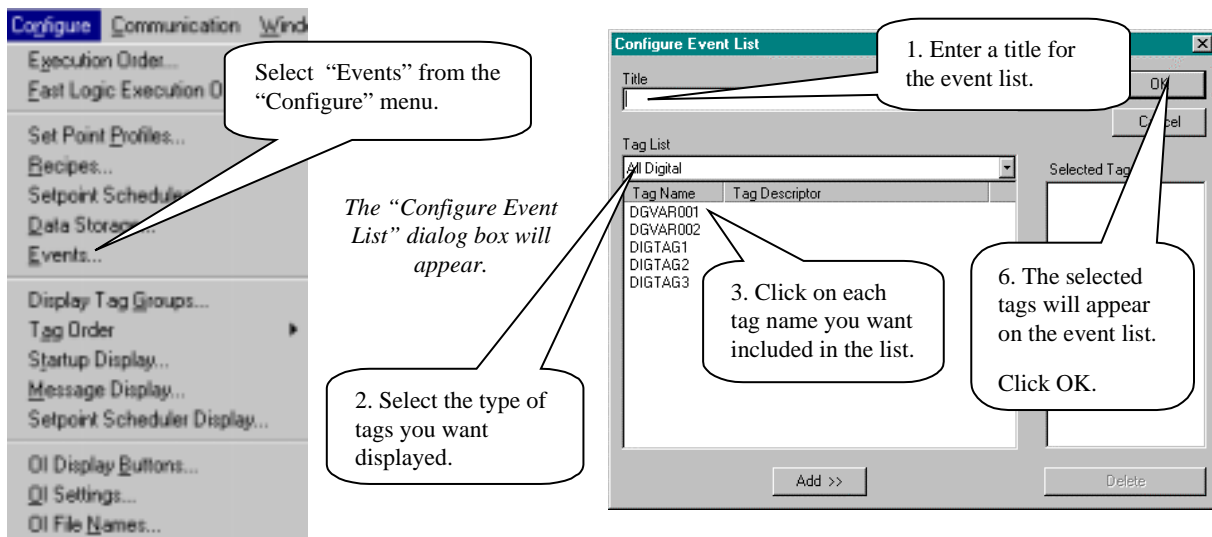 Configure Communication
Execution Order...
Fast Logic Execution O
Set Point Profiles...
Recipes...
Setpoint Schedule
Data Storage...
Events...
Display Tag Groups...
Tag Order
Startup Display...
Message Display...
Setpoint Scheduler Display...
OI Display Buttons...
OI Settings...
OI File Names...
Select “Events” from the
“Configure” menu.
The “Configure Event
List” dialog box will
appear.
Configure Event List
Title
1. Enter a title for
the event list.
OK
Cancel
Tag List
All Digital
Tag Name Tag Descriptor
DGVAR001
DGVAR002
DIGTAG1
DIGTAG2
DIGTAG3
2. Select the type of
tags you want
displayed.
3. Click on each
tag name you want
included in the list.
Selected Tag
6. The selected
tags will appear
on the event list.
Click OK.
Add >>
Delete